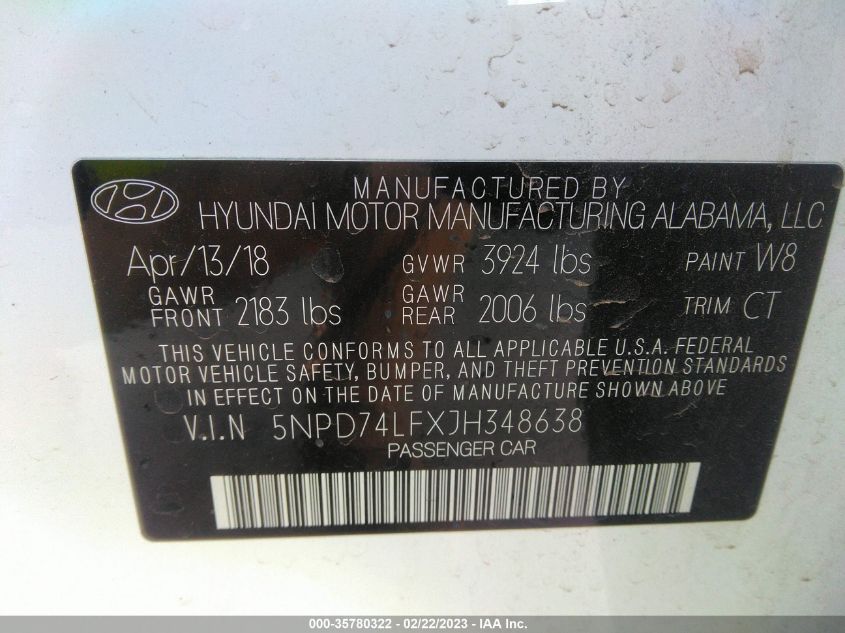 MANUFACTURED BY
HYUNDAI MOTOR MANUFACTURING ALABAMA, LLC
Apr/13/18 GVWR 3924 lbs PAINT W8
GAWR FRONT 2183 lbs GAWR REAR 2006 lbs TRIM CT
THIS VEHICLE CONFORMS TO ALL APPLICABLE U.S.A. FEDERAL
MOTOR VEHICLE SAFETY, BUMPER, AND THEFT PREVENTION STANDARDS
IN EFFECT ON THE DATE OF MANUFACTURE SHOWN ABOVE
V.I.N 5NPD74LFXJH348638
PASSENGER CAR
000-35780322 - 02/22/2023 - IAA Inc.